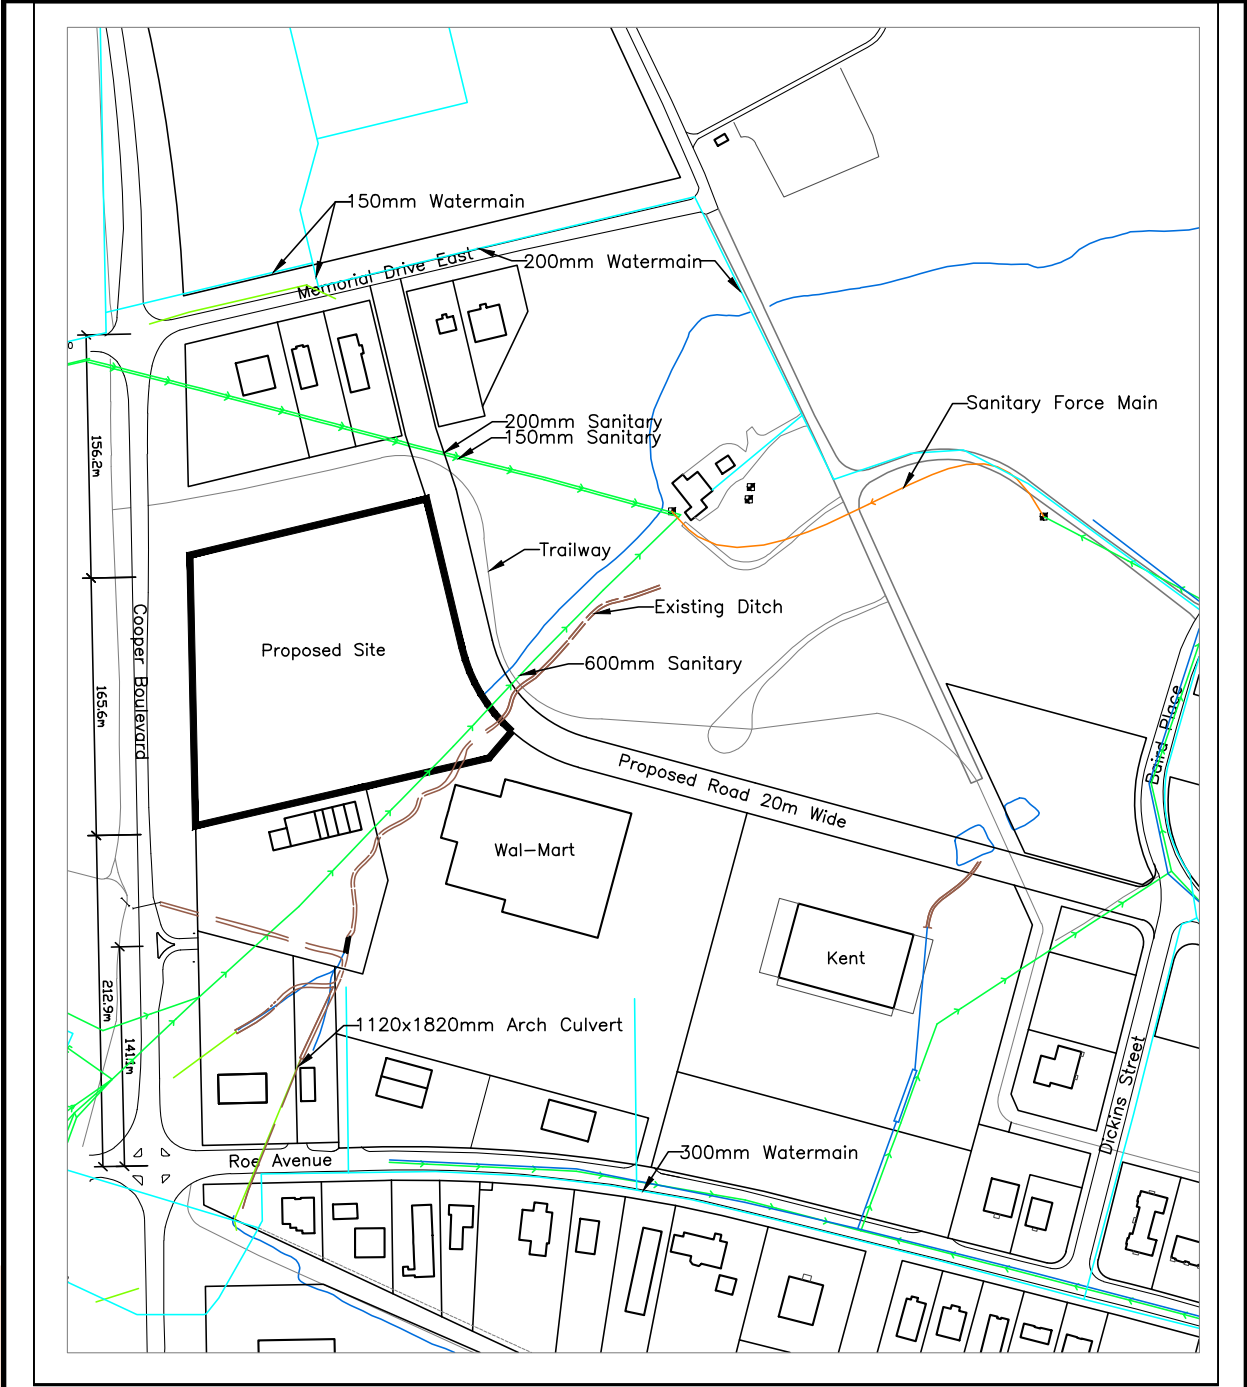 150mm Watermain
Memorial Drive East
200mm Watermain
Sanitary Force Main
200mm Sanitary
150mm Sanitary
156.2m
Trailway
Existing Ditch
Cooper Boulevard
Proposed Site
600mm Sanitary
165.6m
Baird Place
Proposed Road 20m Wide
Wal-Mart
Kent
212.9m
1120x1820mm Arch Culvert
141.1m
Dickins Street
Roe Avenue
300mm Watermain